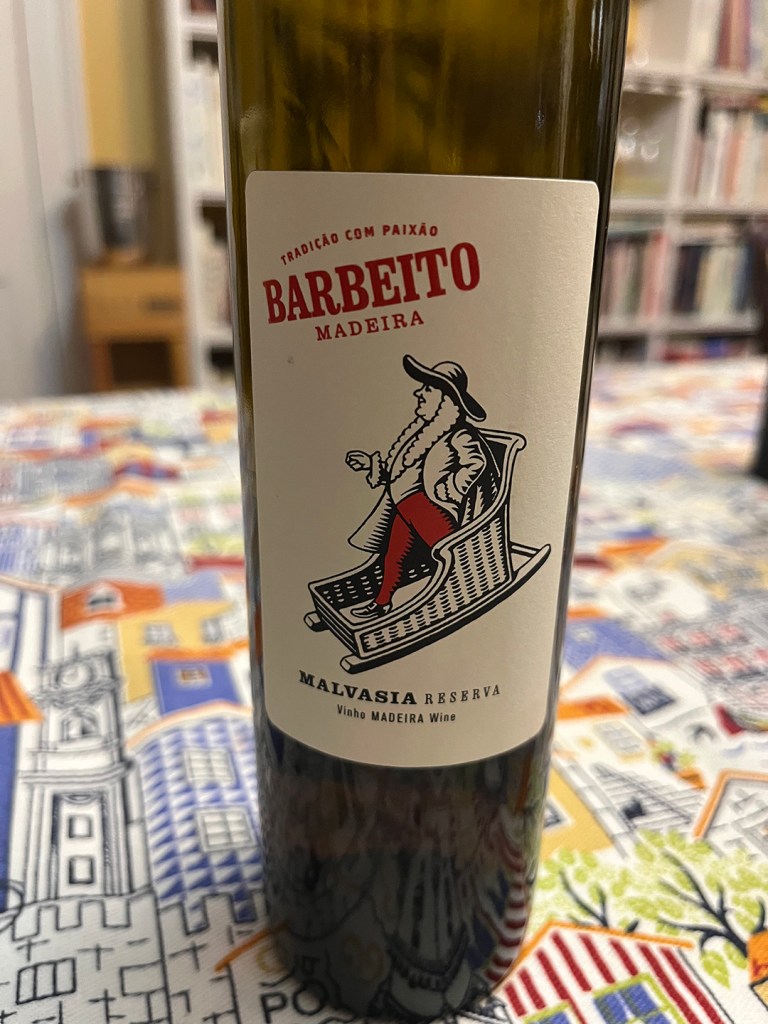 TRADIÇÃO COM PAIXÃO
BARBEITO
MADEIRA
MALVASIA RESERVA
Vinho MADEIRA Wine